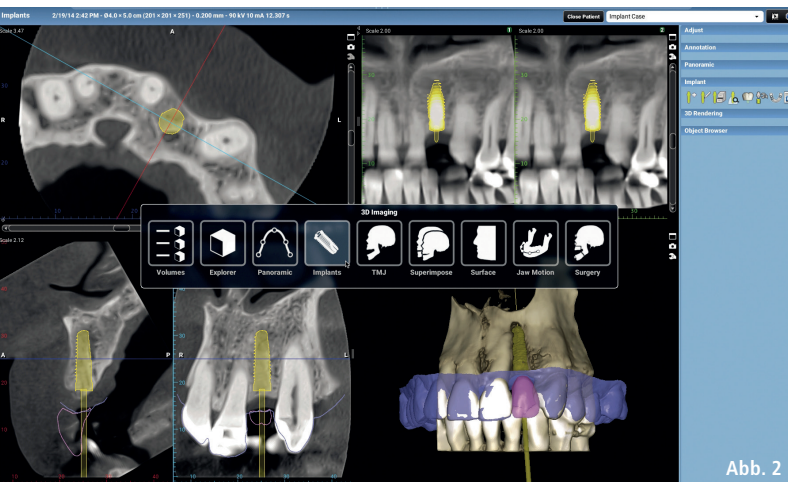 Implants 2/19/14 2:42 PM - Ø4.0 × 5.0 cm (201 × 201 × 251) - 0.200 mm - 90 kV 10 mA 12.307 s Close Patient Implant Case
Scale 3.47 A Scale 2.00 1 Scale 2.00 2
Adjust
Annotation
Panoramic
Implant
3D Rendering
Object Browser
R L
3D Imaging
Volumes Explorer Panoramic Implants TMJ Superimpose Surface Jaw Motion Surgery
Scale 2.12
A P R L
Abb. 2